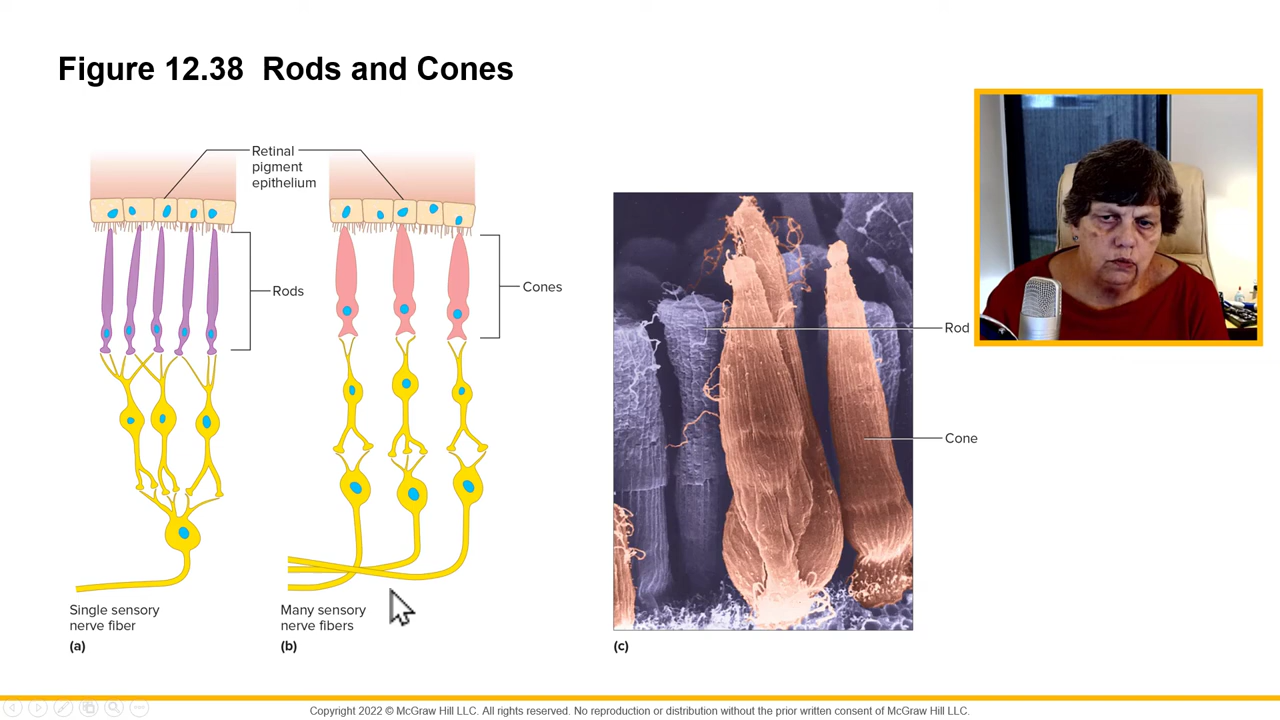 Figure 12.38 Rods and Cones
Retinal
pigment
epithelium
Rods
Cones
Rod
Cone
Single sensory
nerve fiber
Many sensory
nerve fibers
(a)
(b)
(c)
Copyright 2022 © McGraw Hill LLC. All rights reserved. No reproduction or distribution without the prior written consent of McGraw Hill LLC.